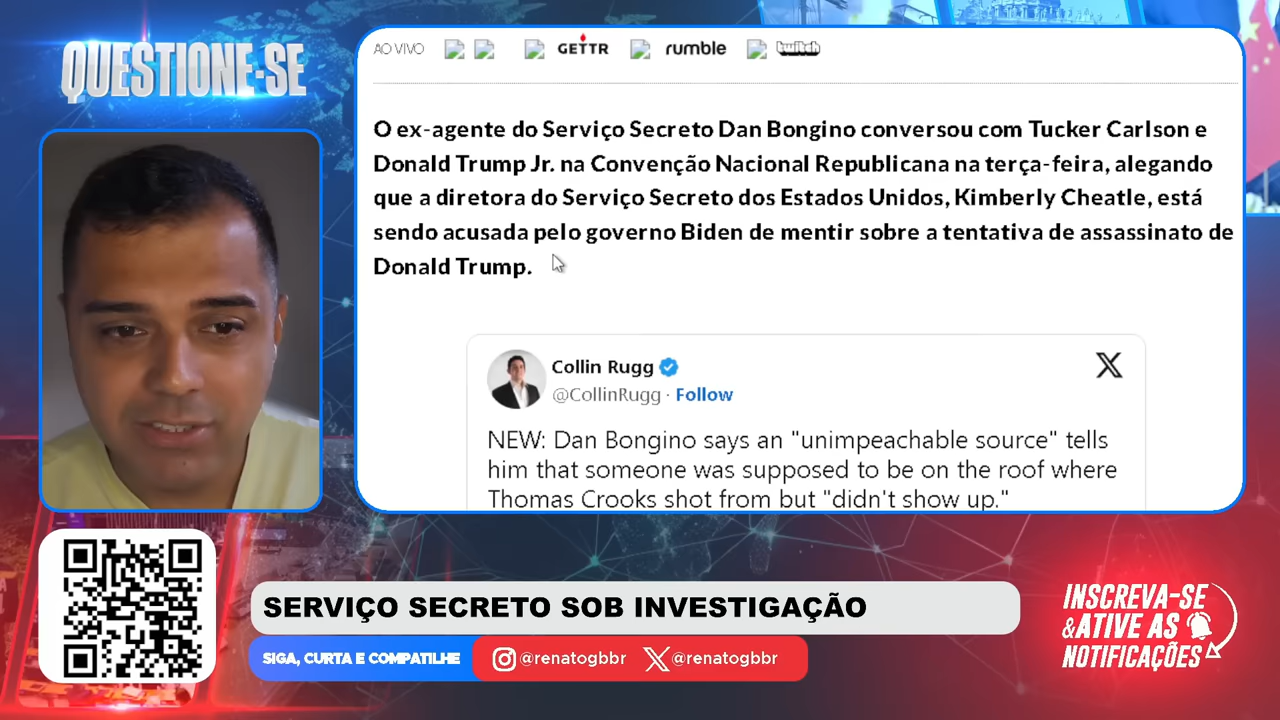 QUESTIONE-SE
AO VIVO
GETTR
rumble
twitch
O ex-agente do Serviço Secreto Dan Bongino conversou com Tucker Carlson e
Donald Trump Jr. na Convenção Nacional Republicana na terça-feira, alegando
que a diretora do Serviço Secreto dos Estados Unidos, Kimberly Cheatle, está
sendo acusada pelo governo Biden de mentir sobre a tentativa de assassinato de
Donald Trump.
Collin Rugg
@CollinRugg · Follow
NEW: Dan Bongino says an "unimpeachable source" tells
him that someone was supposed to be on the roof where
Thomas Crooks shot from but "didn't show up."
SERVIÇO SECRETO SOB INVESTIGAÇÃO
SIGA, CURTA E COMPATILHE
@renatogbbr
@renatogbbr
INSCREVA-SE
&ATIVE AS
NOTIFICAÇÕES